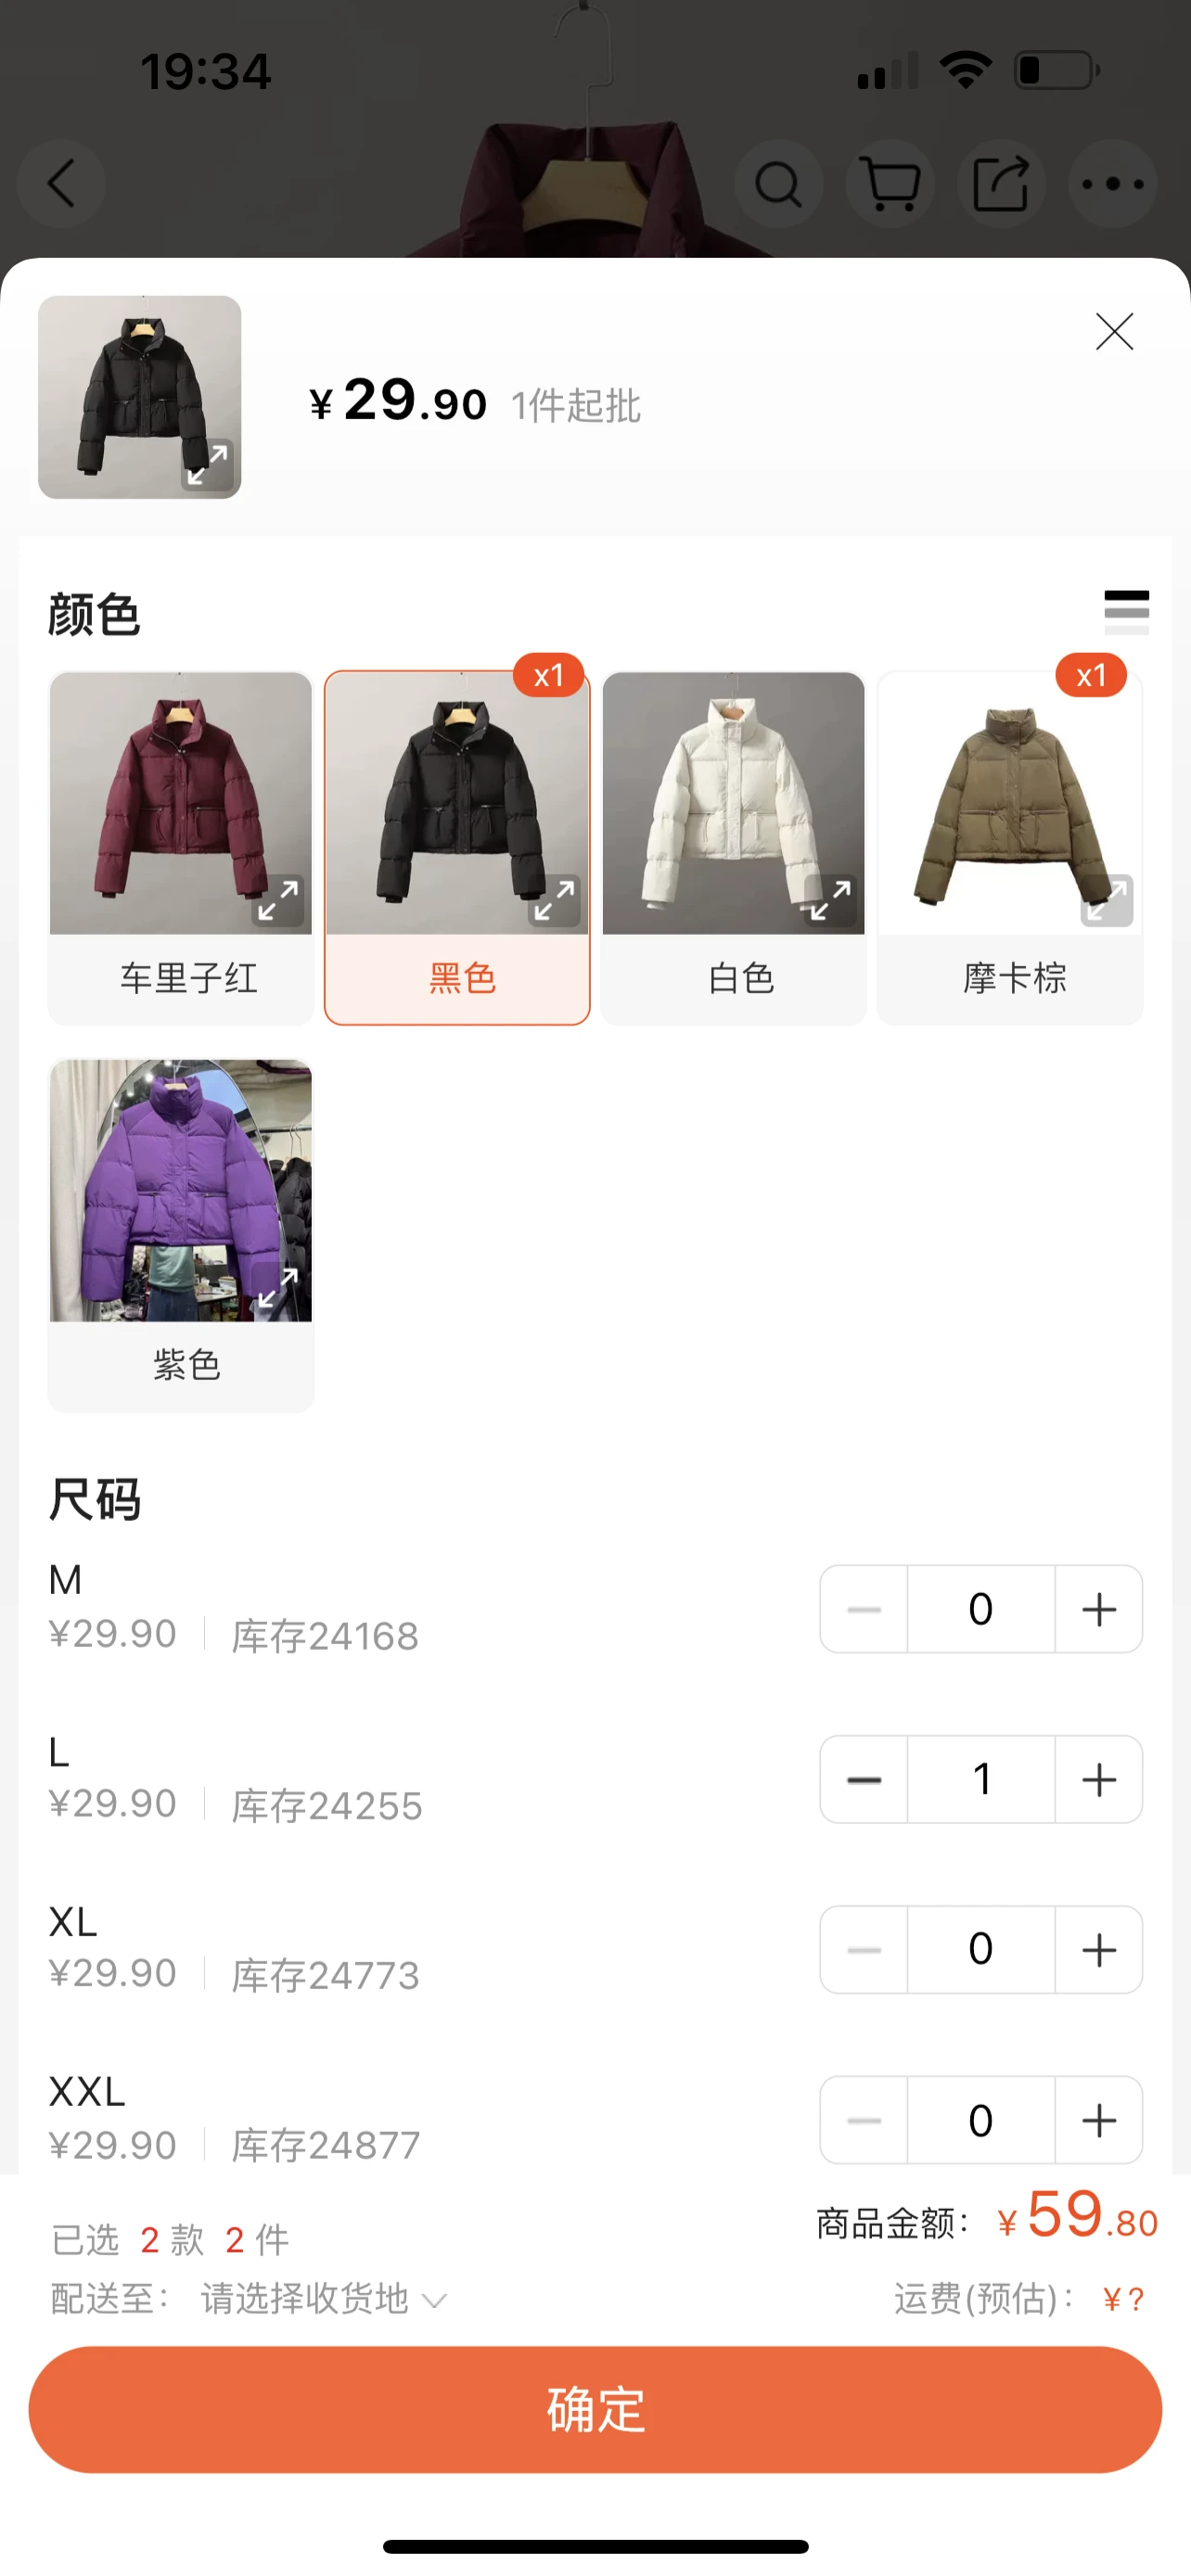 19:34
¥29.90 1件起批
颜色
x1
x1
车里子红
黑色
白色
摩卡棕
紫色
尺码
M
¥29.90 库存24168
0
L
¥29.90 库存24255
1
XL
¥29.90 库存24773
0
XXL
¥29.90 库存24877
0
已选 2 款 2 件
商品金额: ¥59.80
配送至: 请选择收货地
运费(预估): ¥?
确定